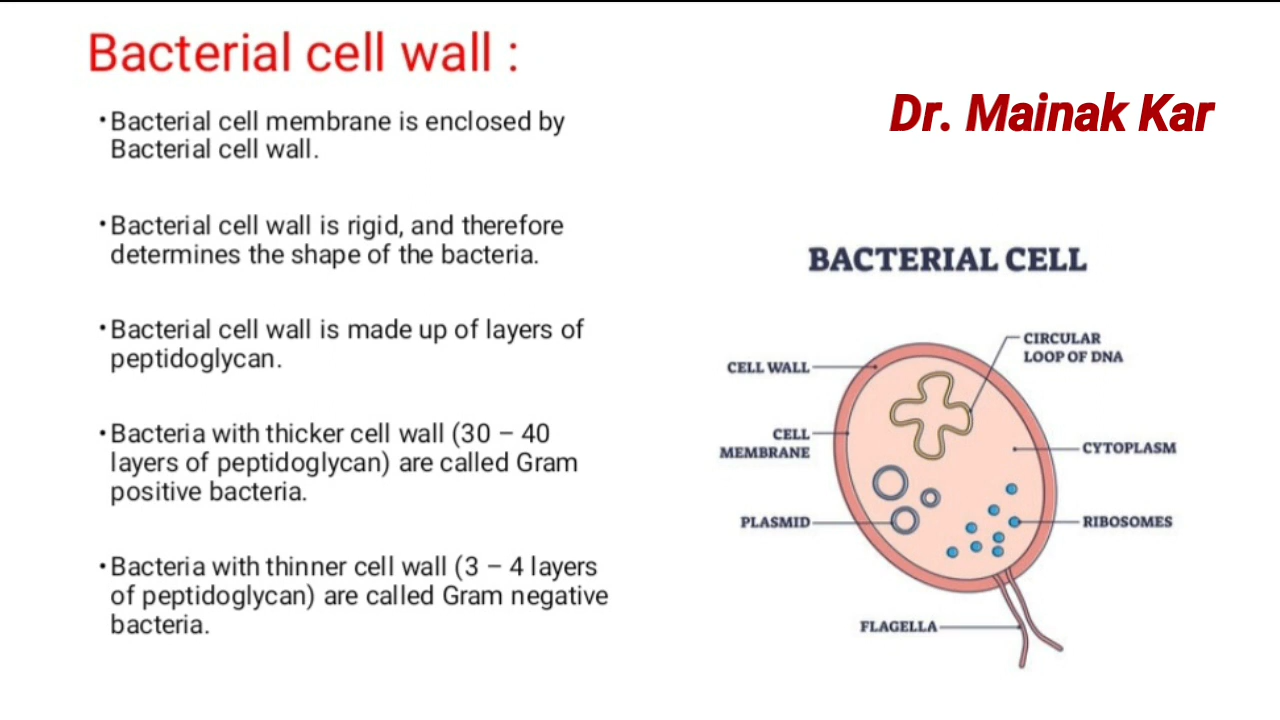 Bacterial cell wall :
• Bacterial cell membrane is enclosed by
Bacterial cell wall.
• Bacterial cell wall is rigid, and therefore
determines the shape of the bacteria.
• Bacterial cell wall is made up of layers of
peptidoglycan.
• Bacteria with thicker cell wall (30 – 40
layers of peptidoglycan) are called Gram
positive bacteria.
• Bacteria with thinner cell wall (3 – 4 layers
of peptidoglycan) are called Gram negative
bacteria.
Dr. Mainak Kar
BACTERIAL CELL
CIRCULAR
LOOP OF DNA
CELL WALL
CELL
MEMBRANE
CYTOPLASM
PLASMID
RIBOSOMES
FLAGELLA